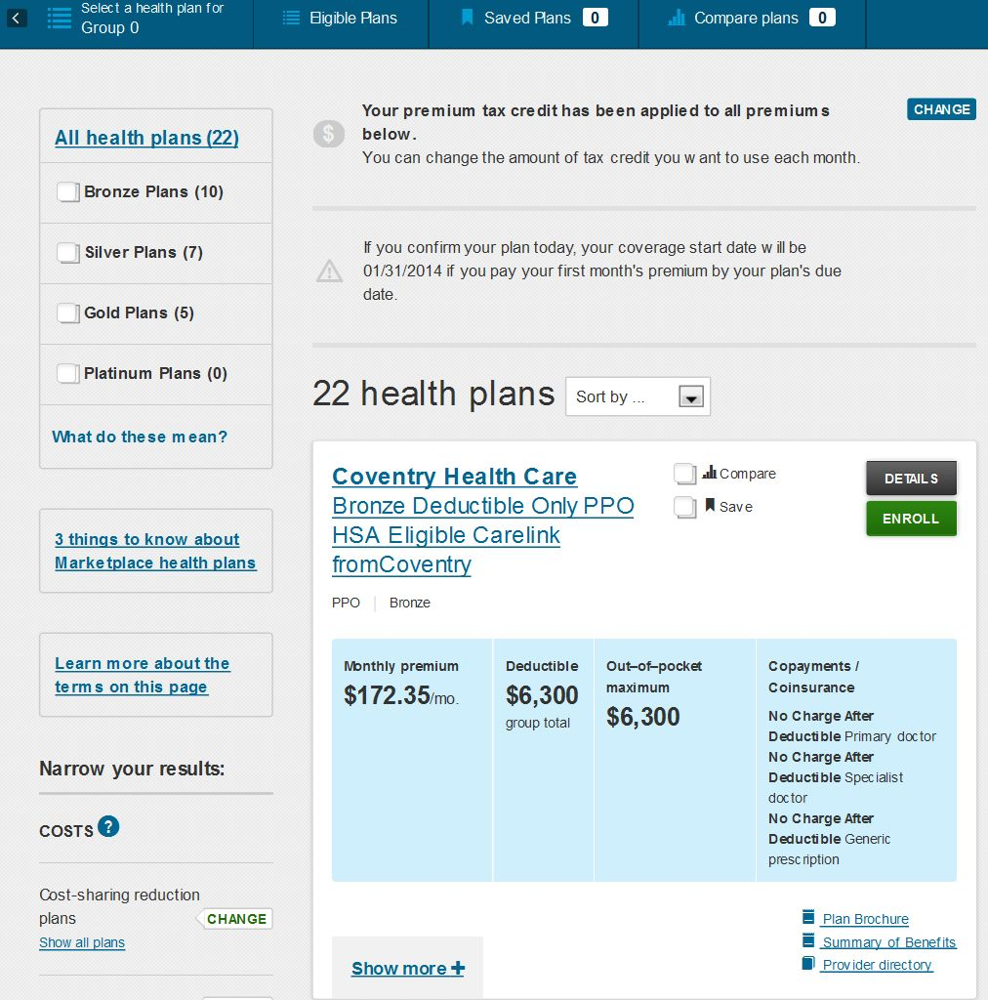 Select a health plan for
Group 0
Eligible Plans
Saved Plans 0
Compare plans 0
All health plans (22)
Bronze Plans (10)
Silver Plans (7)
Gold Plans (5)
Platinum Plans (0)
What do these mean?
3 things to know about
Marketplace health plans
Learn more about the
terms on this page
Narrow your results:
COSTS ?
Cost-sharing reduction
plans
CHANGE
Show all plans
$
Your premium tax credit has been applied to all premiums
below.
You can change the amount of tax credit you want to use each month.
CHANGE
If you confirm your plan today, your coverage start date will be
01/31/2014 if you pay your first month's premium by your plan's due
date.
22 health plans
Sort by ...
Coventry Health Care
Bronze Deductible Only PPO
HSA Eligible Carelink
fromCoventry
PPO
Bronze
Compare
Save
DETAILS
ENROLL
Monthly premium
$172.35/mo.
Deductible
$6,300
group total
Out–of–pocket
maximum
$6,300
Copayments /
Coinsurance
No Charge After
Deductible Primary doctor
No Charge After
Deductible Specialist
doctor
No Charge After
Deductible Generic
prescription
Plan Brochure
Summary of Benefits
Provider directory
Show more +